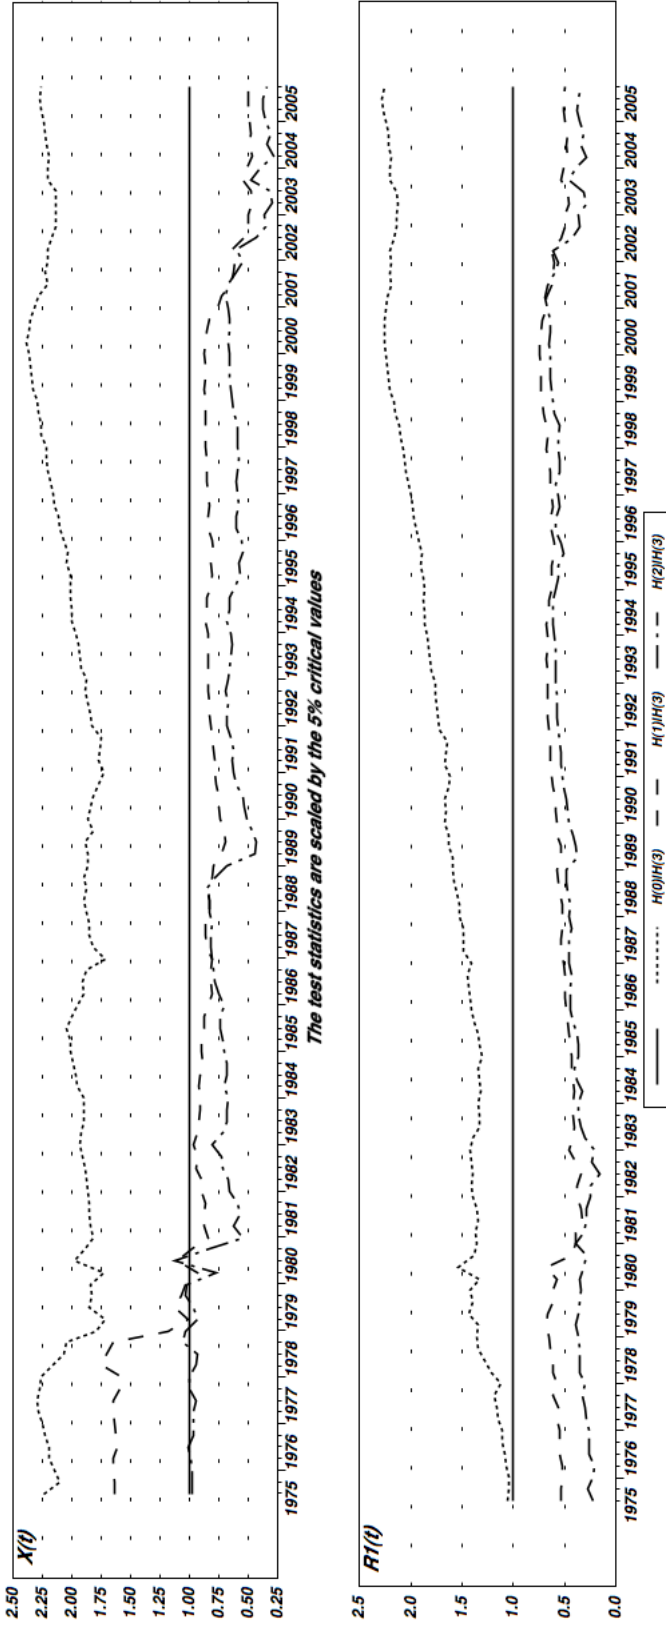 X(t)
2.50
2.25
2.00
1.75
1.50
1.25
1.00
0.75
0.50
0.25
1975 1976 1977 1978 1979 1980 1981 1982 1983 1984 1985 1986 1987 1988 1989 1990 1991 1992 1993 1994 1995 1996 1997 1998 1999 2000 2001 2002 2003 2004 2005
The test statistics are scaled by the 5% critical values
R1(t)
2.5
2.0
1.5
1.0
0.5
0.0
1975 1976 1977 1978 1979 1980 1981 1982 1983 1984 1985 1986 1987 1988 1989 1990 1991 1992 1993 1994 1995 1996 1997 1998 1999 2000 2001 2002 2003 2004 2005
H(0)|H(3) H(1)|H(3) H(2)|H(3)